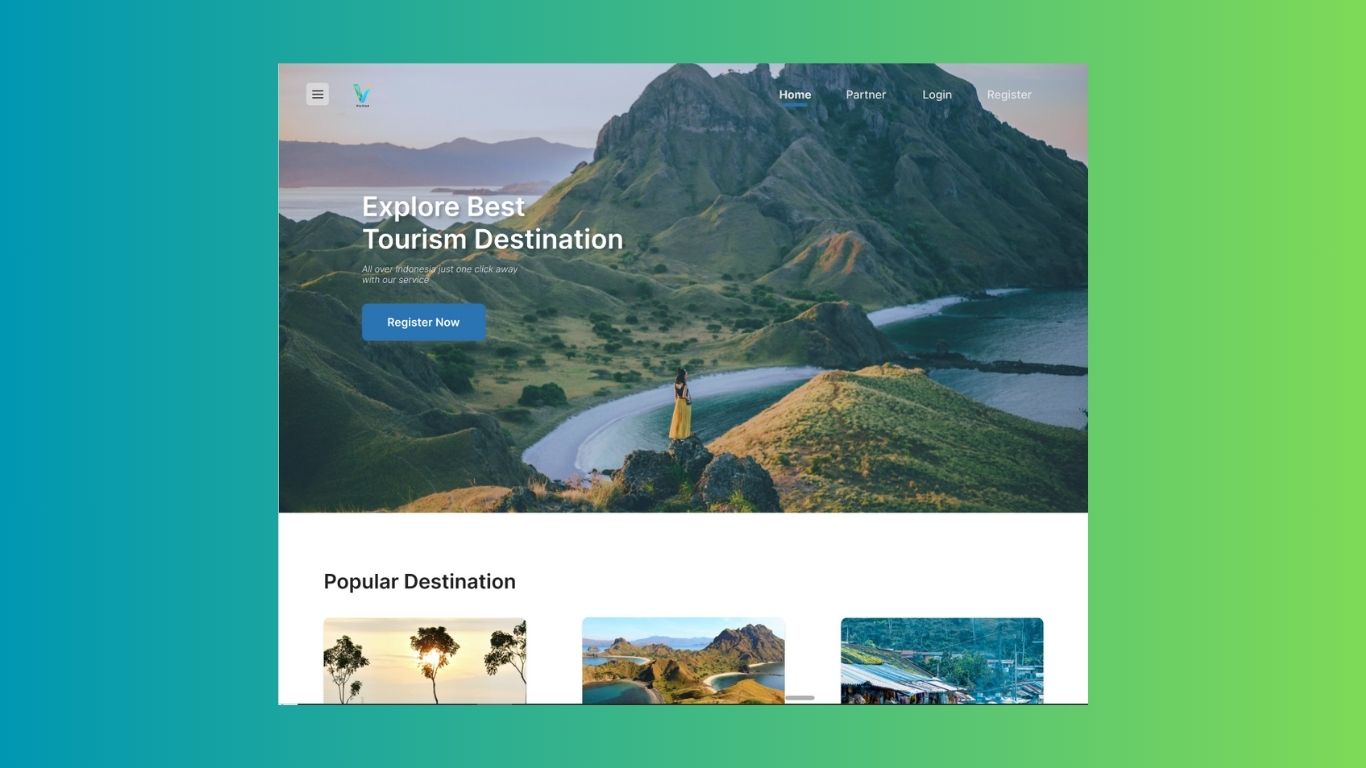 Home Partner Login Register
Explore Best
Tourism Destination
All over Indonesia just one click away
with our service
Register Now
Popular Destination